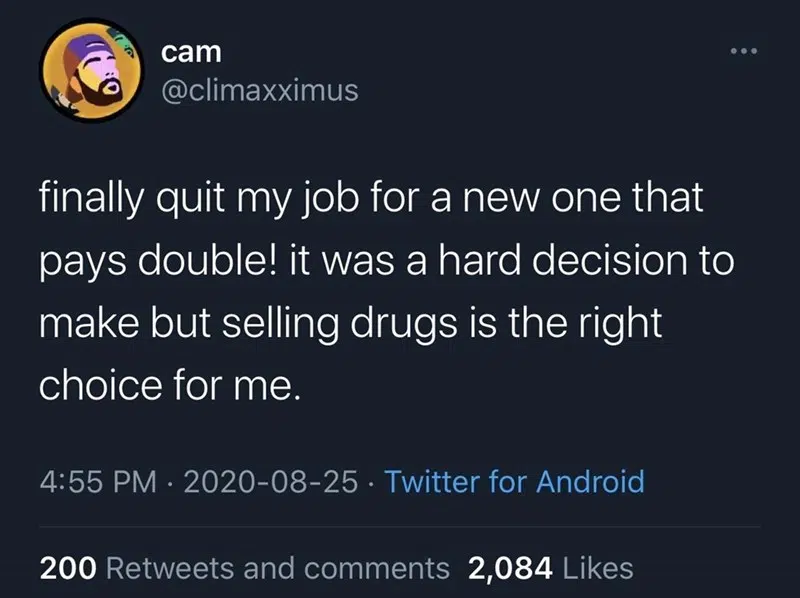 cam
@climaxximus
finally quit my job for a new one that
pays double! it was a hard decision to
make but selling drugs is the right
choice for me.
4:55 PM · 2020-08-25 · Twitter for Android
200 Retweets and comments 2,084 Likes